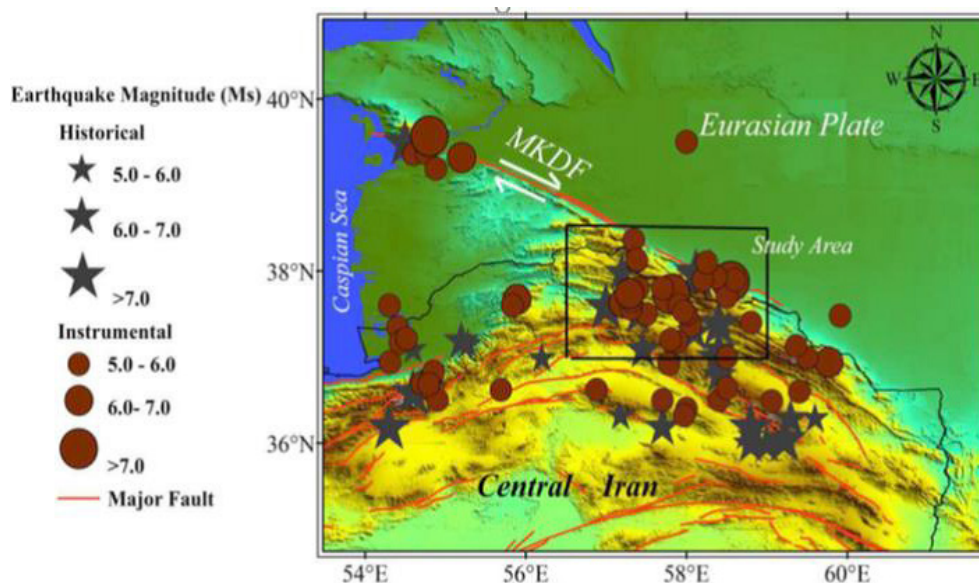 Earthquake Magnitude (Ms)
Historical
5.0 - 6.0
6.0 - 7.0
>7.0
Instrumental
5.0 - 6.0
6.0- 7.0
>7.0
Major Fault
40°N
38°N
36°N
54°E
56°E
58°E
60°E
Caspian Sea
MKDF
Eurasian Plate
Study Area
Central Iran
N
W
E
S